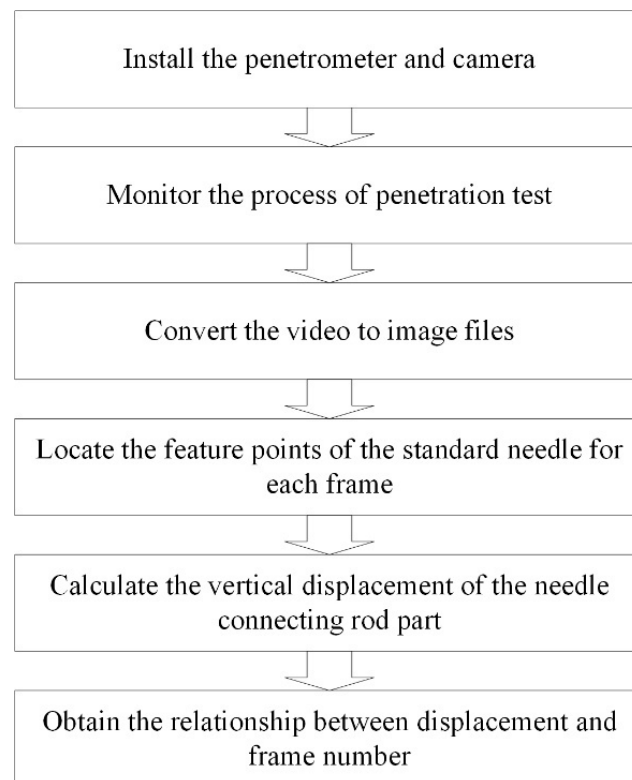 Install the penetrometer and camera
Monitor the process of penetration test
Convert the video to image files
Locate the feature points of the standard needle for
each frame
Calculate the vertical displacement of the needle
connecting rod part
Obtain the relationship between displacement and
frame number